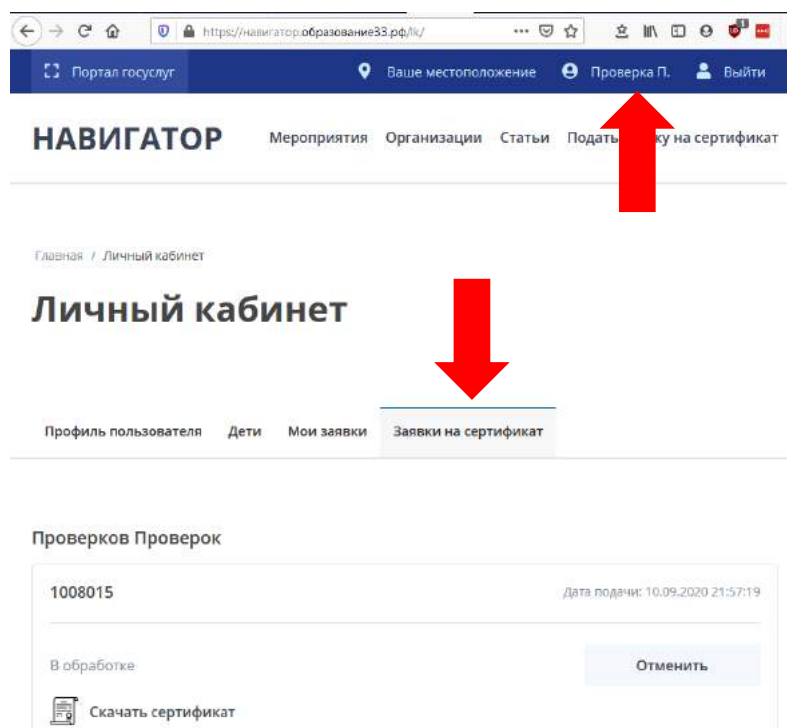 https://навигатор.образование33.рф/lk/
Портал госуслуг Ваше местоположение Проверка П. Выйти
НАВИГАТОР Мероприятия Организации Статьи Подать ку на сертификат
Главная / Личный кабинет
Личный кабинет
Профиль пользователя Дети Мои заявки Заявки на сертификат
Проверков Проверок
1008015 Дата подачи: 10.09.2020 21:57:19
В обработке Отменить
Скачать сертификат